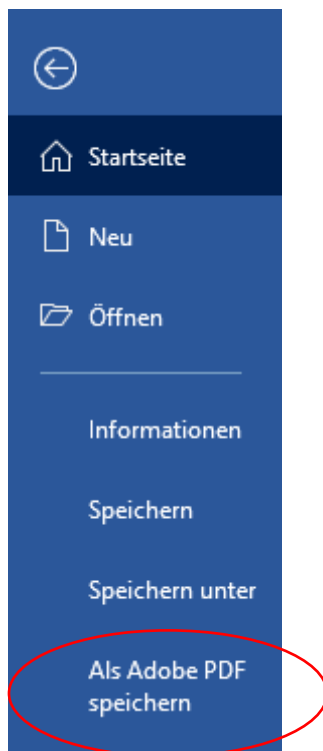 Startseite
Neu
Öffnen
Informationen
Speichern
Speichern unter
Als Adobe PDF
speichern